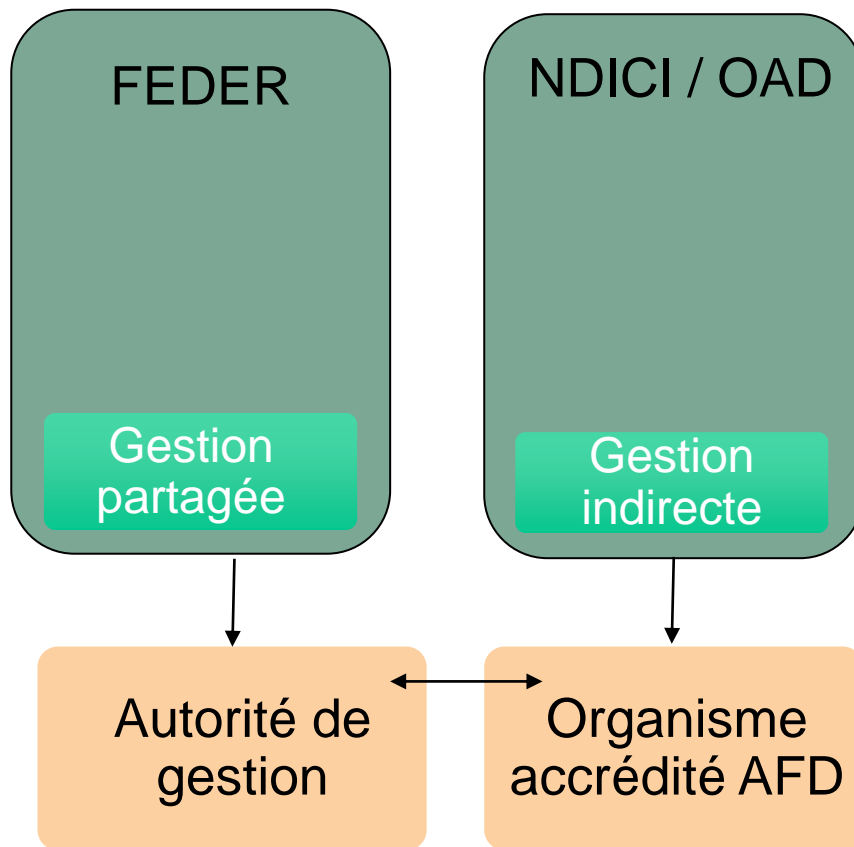 FEDER
Gestion
partagée
NDICI / OAD
Gestion
indirecte
Autorité de
gestion
Organisme
accrédité AFD